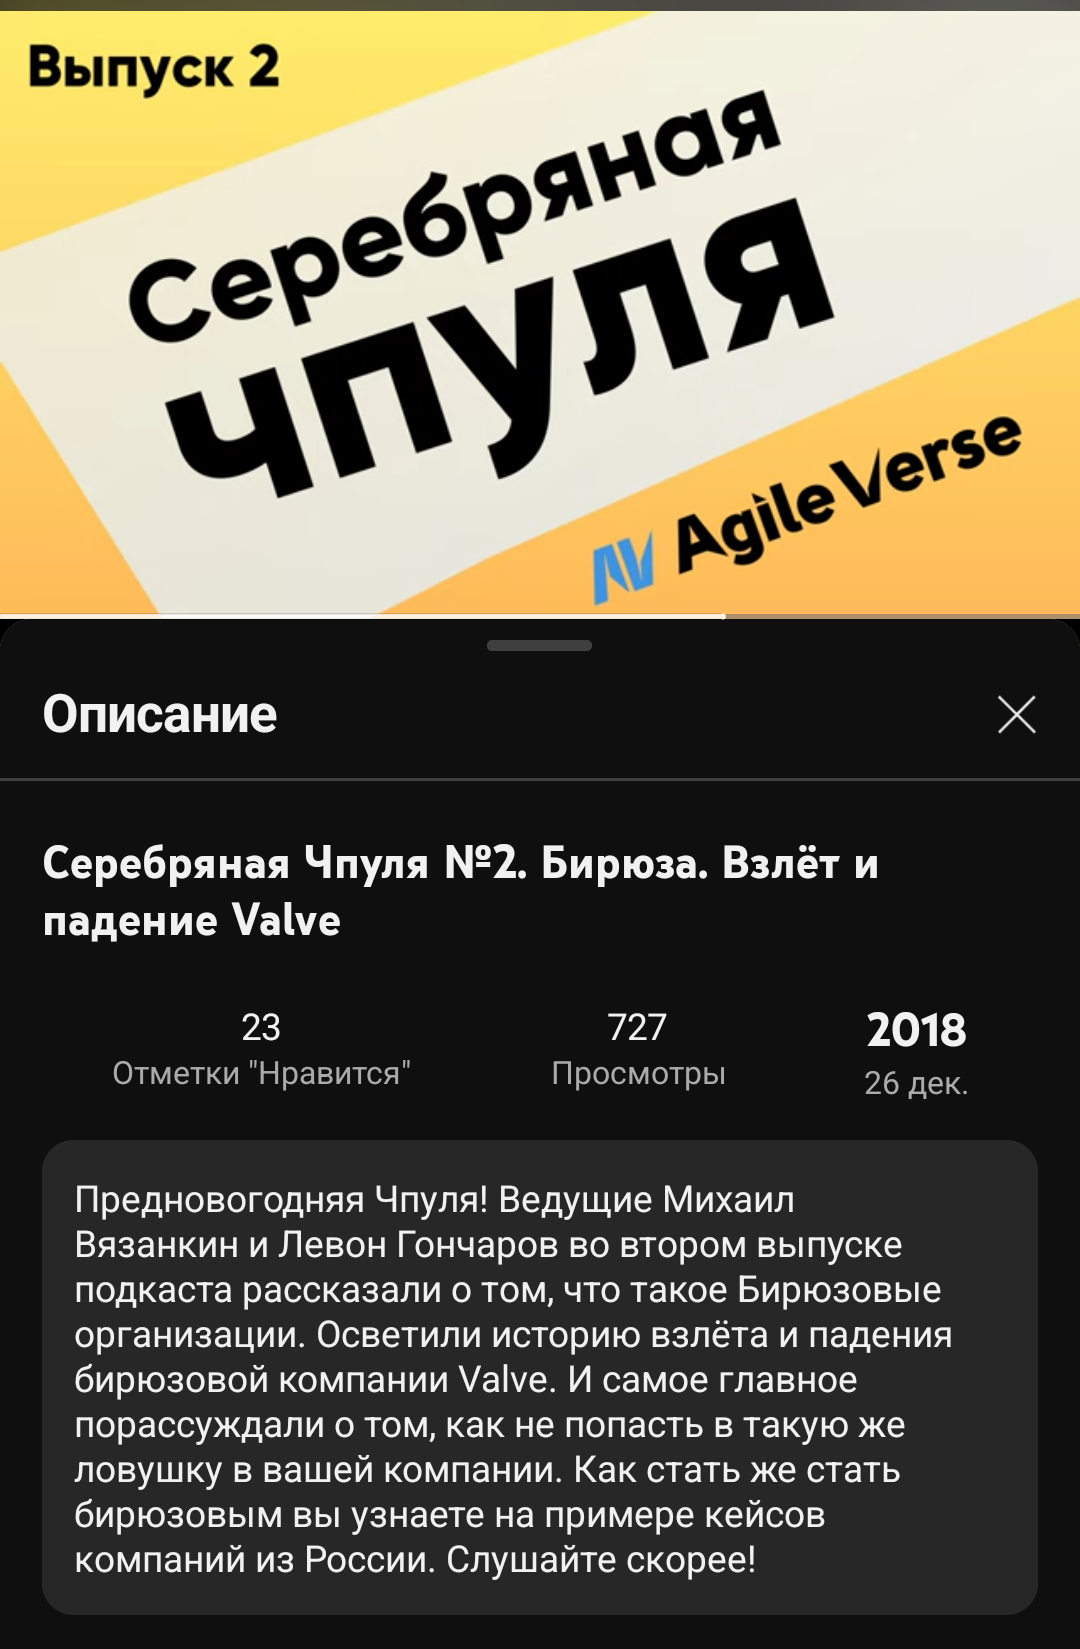 Выпуск 2
Серебряная
чпуля
AV AgileVerse
Описание
Серебряная Чпуля №2. Бирюза. Взлёт и
падение Valve
23
Отметки "Нравится"
727
Просмотры
2018
26 дек.
Предновогодняя Чпуля! Ведущие Михаил
Вязанкин и Левон Гончаров во втором выпуске
подкаста рассказали о том, что такое Бирюзовые
организации. Осветили историю взлёта и падения
бирюзовой компании Valve. И самое главное
порассуждали о том, как не попасть в такую же
ловушку в вашей компании. Как стать же стать
бирюзовым вы узнаете на примере кейсов
компаний из России. Слушайте скорее!